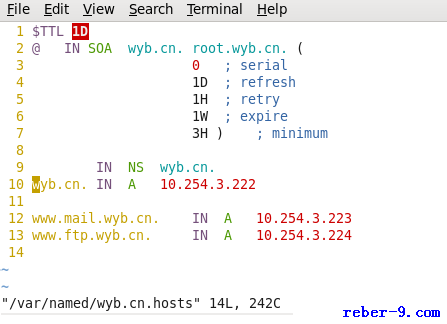 File Edit View Search Terminal Help
1 $TTL 1D
2 @ IN SOA wyb.cn. root.wyb.cn. (
3 0 ; serial
4 1D ; refresh
5 1H ; retry
6 1W ; expire
7 3H ) ; minimum
8
9 IN NS wyb.cn.
10 wyb.cn. IN A 10.254.3.222
11
12 www.mail.wyb.cn. IN A 10.254.3.223
13 www.ftp.wyb.cn. IN A 10.254.3.224
14
~
~
"/var/named/wyb.cn.hosts" 14L, 242C
reber-9.com